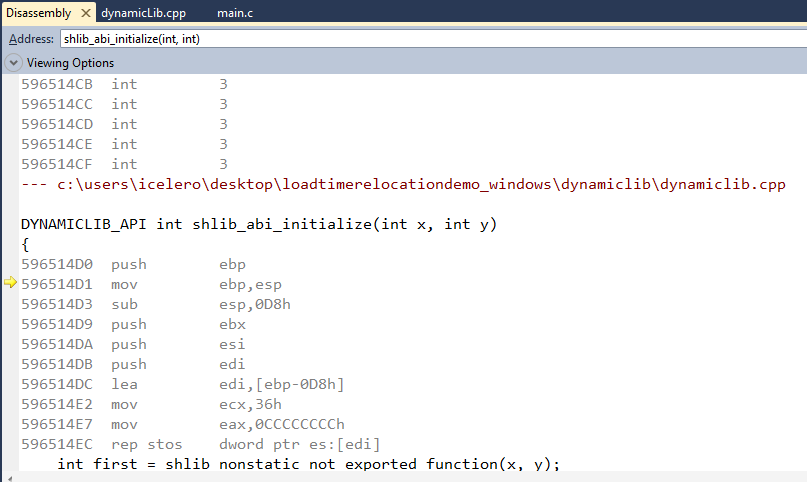 Disassembly dynamicLib.cpp main.c
Address: shlib_abi_initialize(int, int)
Viewing Options
596514CB int 3
596514CC int 3
596514CD int 3
596514CE int 3
596514CF int 3
--- c:\users\icelero\desktop\loadtimerelocationdemo_windows\dynamiclib\dynamiclib.cpp
DYNAMICLIB_API int shlib_abi_initialize(int x, int y)
{
596514D0 push ebp
596514D1 mov ebp,esp
596514D3 sub esp,0D8h
596514D9 push ebx
596514DA push esi
596514DB push edi
596514DC lea edi,[ebp-0D8h]
596514E2 mov ecx,36h
596514E7 mov eax,0CCCCCCCCh
596514EC rep stos dword ptr es:[edi]
int first = shlib_nonstatic_not_exported_function(x, y);